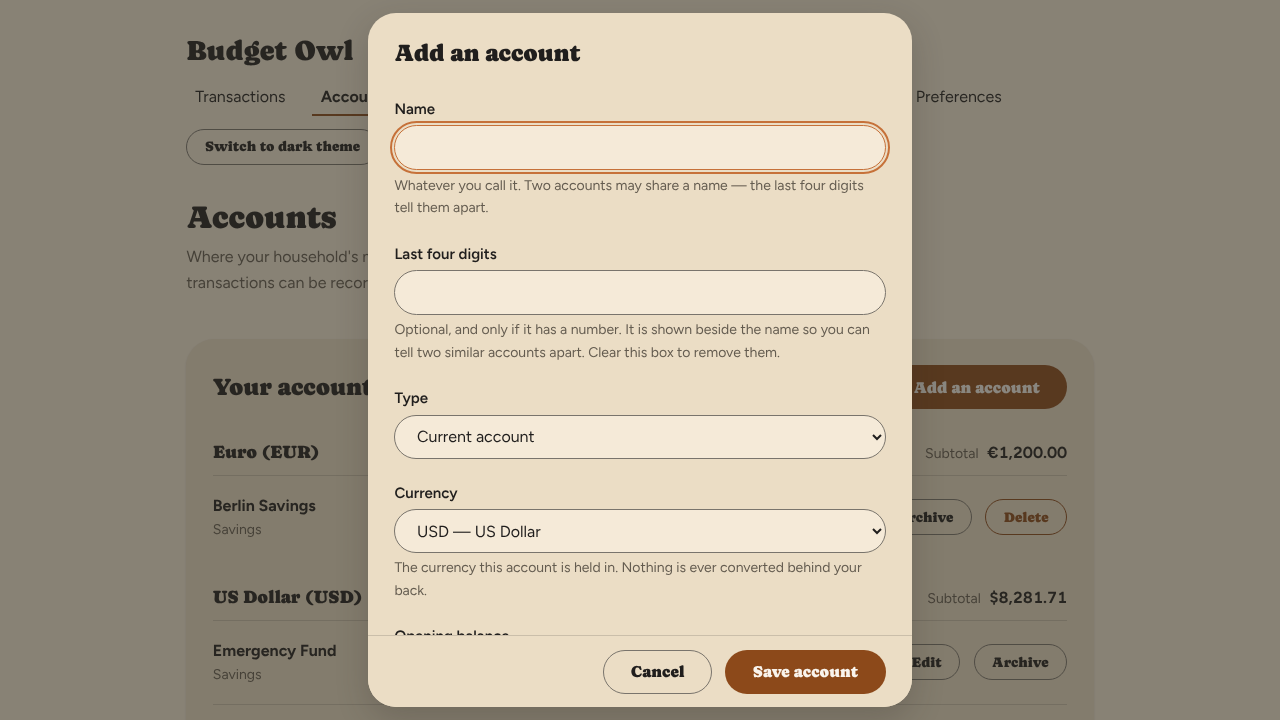 Budget Owl
Transactions
Accou
Preferences
Switch to dark theme
Accounts
Where your household's
transactions can be recor
Your account
Add an account
Euro (EUR)
Subtotal €1,200.00
Berlin Savings
Savings
rchive
Delete
US Dollar (USD)
Subtotal $8,281.71
Emergency Fund
Savings
Edit
Archive
Add an account
Name
Whatever you call it. Two accounts may share a name — the last four digits
tell them apart.
Last four digits
Optional, and only if it has a number. It is shown beside the name so you can
tell two similar accounts apart. Clear this box to remove them.
Type
Current account
Currency
USD — US Dollar
The currency this account is held in. Nothing is ever converted behind your
back.
Opening balance
Cancel
Save account